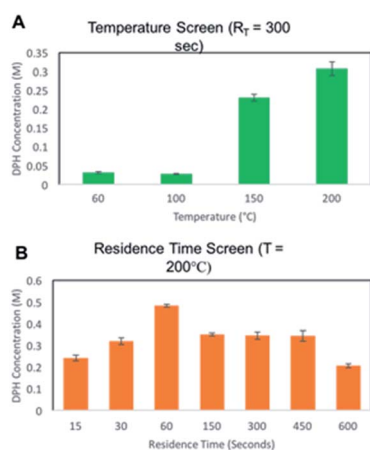 A
Temperature Screen (RT = 300
sec)
DPH Concentration (M)
0.35
0.3
0.25
0.2
0.15
0.1
0.05
0
60 100 150 200
Temperature (°C)
B
Residence Time Screen (T =
200°C)
DPH Concentration (M)
0.6
0.5
0.4
0.3
0.2
0.1
0
15 30 60 150 300 450 600
Residence Time (Seconds)